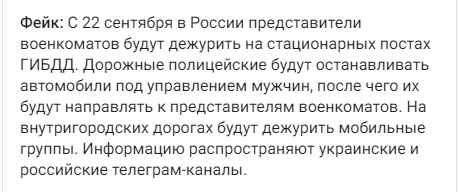 Фейк: С 22 сентября в России представители
военкоматов будут дежурить на стационарных постах
ГИБДД. Дорожные полицейские будут останавливать
автомобили под управлением мужчин, после чего их
будут направлять к представителям военкоматов. На
внутригородских дорогах будут дежурить мобильные
группы. Информацию распространяют украинские и
российские телеграм-каналы.